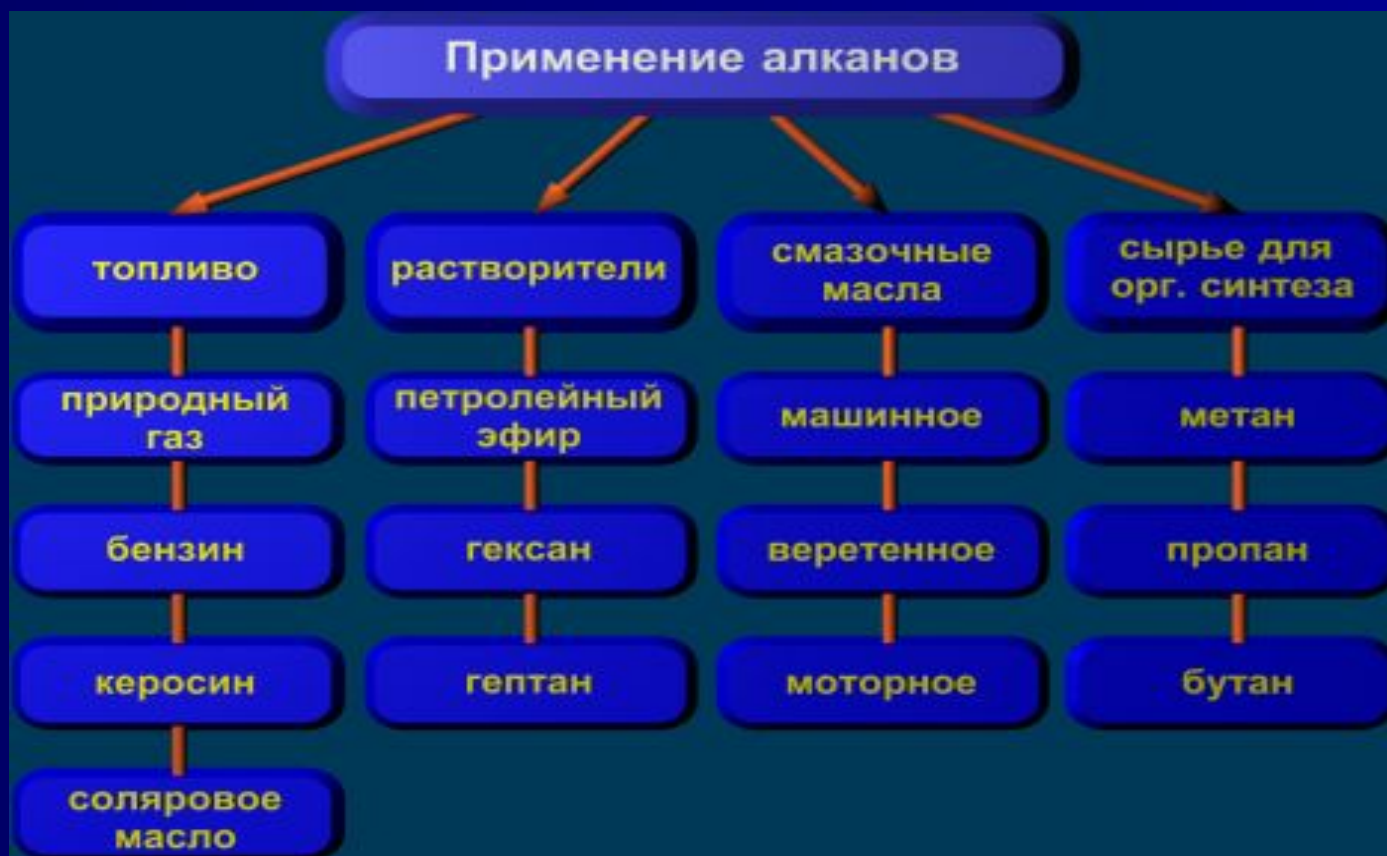 Применение алканов
топливо
природный
газ
бензин
керосин
соляровое
масло
растворители
петролейный
эфир
гексан
гептан
смазочные
масла
машинное
веретенное
моторное
сырье для
орг. синтеза
метан
пропан
бутан